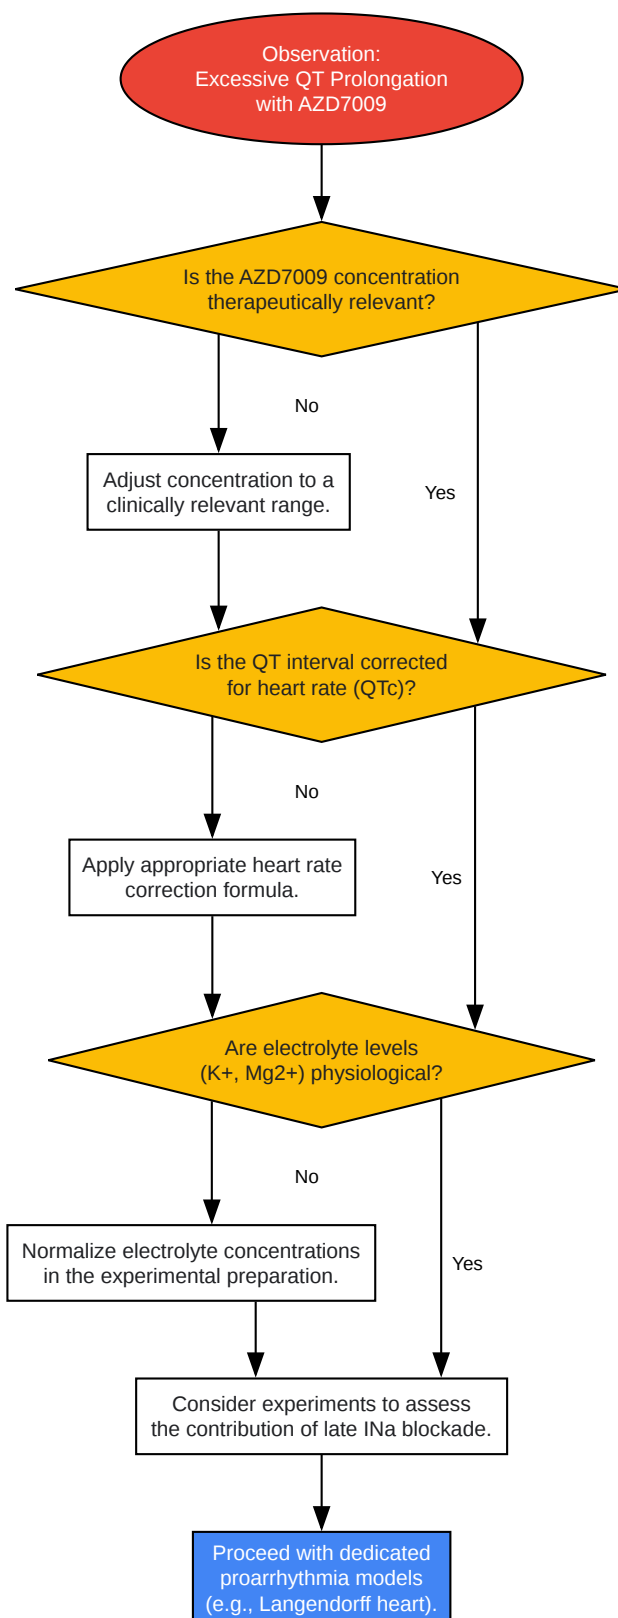 Observation:
Excessive QT Prolongation
with AZD7009
Is the AZD7009 concentration
therapeutically relevant?
No
Adjust concentration to a
clinically relevant range.
Yes
Is the QT interval corrected
for heart rate (QTc)?
No
Apply appropriate heart rate
correction formula.
Yes
Are electrolyte levels
(K+, Mg2+) physiological?
No
Normalize electrolyte concentrations
in the experimental preparation.
Yes
Consider experiments to assess
the contribution of late INa blockade.
Proceed with dedicated
proarrhythmia models
(e.g., Langendorff heart).